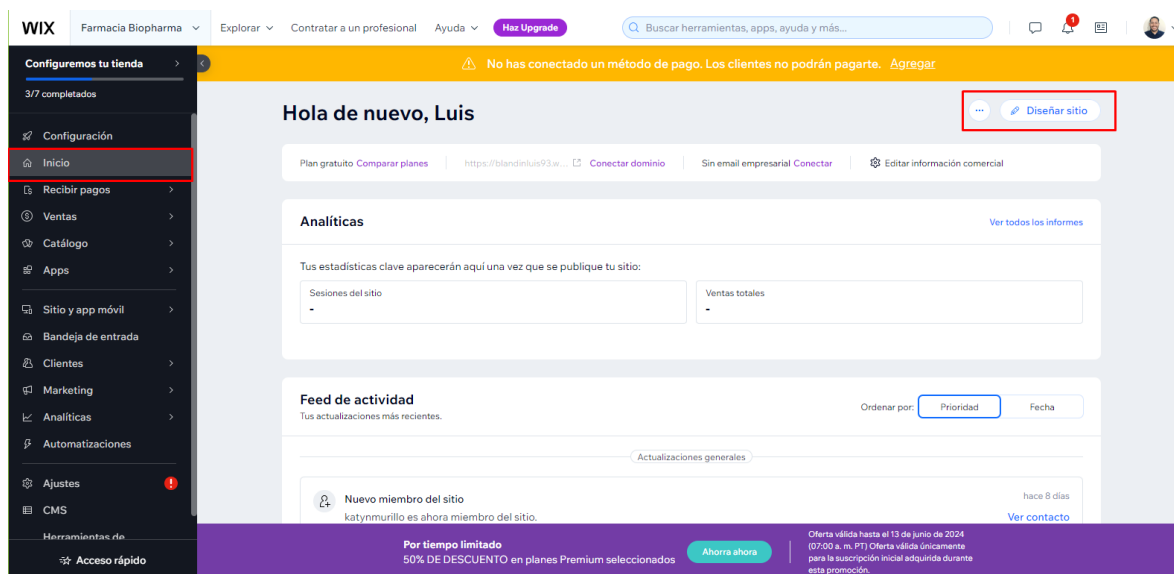 WIX
Farmacia Biopharma
Explorar
Contratar a un profesional
Ayuda
Haz Upgrade
Buscar herramientas, apps, ayuda y más...
1
Configuremos tu tienda
3/7 completados
Configuración
Inicio
Recibir pagos
Ventas
Catálogo
Apps
Sitio y app móvil
Bandeja de entrada
Clientes
Marketing
Analíticas
Automatizaciones
Ajustes
CMS
Herramientas de
Acceso rápido
No has conectado un método de pago. Los clientes no podrán pagarte. Agregar
Hola de nuevo, Luis
Diseñar sitio
Plan gratuito Comparar planes
https://blandiniluis93.w... Conectar dominio
Sin email empresarial Conectar
Editar información comercial
Analíticas
Ver todos los informes
Tus estadísticas clave aparecerán aquí una vez que se publique tu sitio:
Sesiones del sitio
-
Ventas totales
-
Feed de actividad
Tus actualizaciones más recientes.
Ordenar por:
Prioridad
Fecha
Actualizaciones generales
Nuevo miembro del sitio
hace 8 días
katynmurillo es ahora miembro del sitio.
Ver contacto
Por tiempo limitado
50% DE DESCUENTO en planes Premium seleccionados
Ahorra ahora
Oferta válida hasta el 13 de junio de 2024
(07:00 a. m. PT) Oferta válida únicamente
para la suscripción inicial adquirida durante
esta promoción.